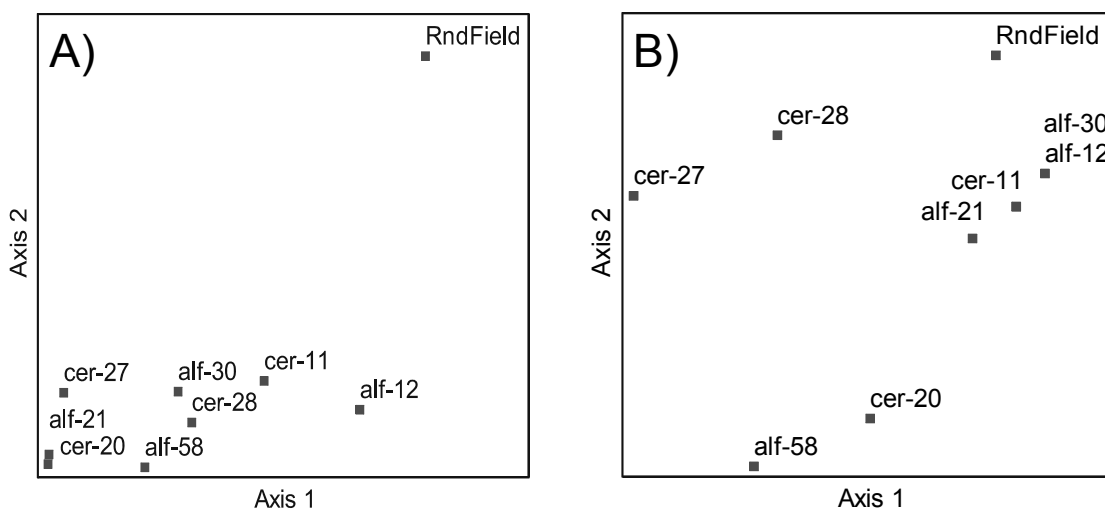 A)
RndField
cer-27
alf-30
cer-11
alf-12
cer-28
alf-21
cer-20
alf-58
Axis 2
Axis 1
B)
RndField
cer-28
alf-30
alf-12
cer-27
cer-11
alf-21
cer-20
alf-58
Axis 2
Axis 1